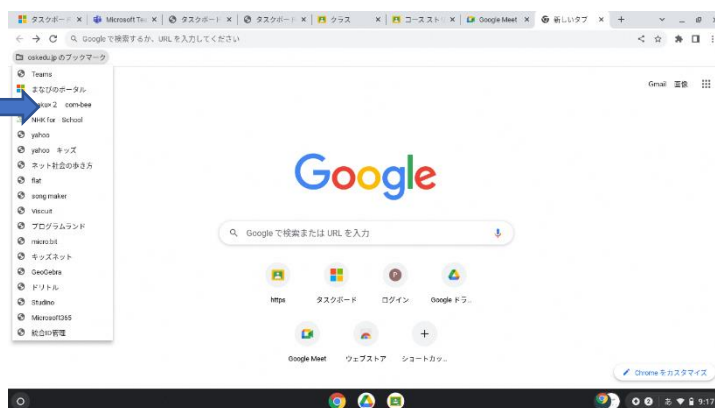 タスクボード
Microsoft Tea
タスクボード
タスクボード
クラス
コース スト
Google Meet
新しいタブ
Google で検索するか、URL を入力してください
oskedu.jp のブックマーク
Teams
まなびのポータル
2 com-bee
NHK for School
yahoo
yahoo キッズ
ネット社会の歩き方
flat
song maker
Viscuit
プログラムランド
micro:bit
キッズネット
GeoGebra
ドリトル
Studino
Microsoft365
統合ID管理
Gmail 画像
Google
Google で検索または URL を入力
https
タスクボード
ログイン
Google ドラ...
Google Meet
ウェブストア
ショートカッ...
Chrome をカスタマイズ
あ 9:17